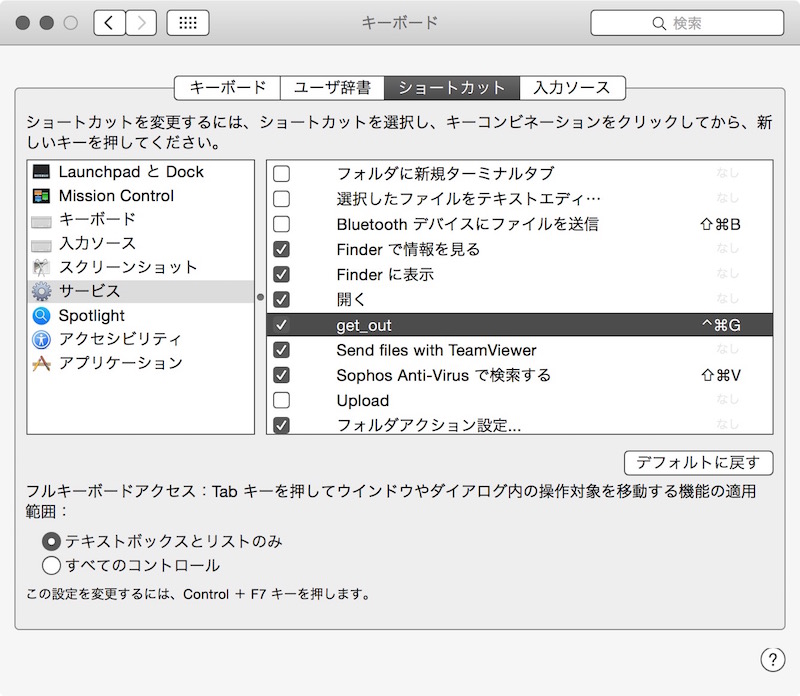 キーボード
検索
キーボード ユーザ辞書 ショートカット 入力ソース
ショートカットを変更するには、ショートカットを選択し、キーコンビネーションをクリックしてから、新
しいキーを押してください。
Launchpad と Dock
Mission Control
キーボード
入力ソース
スクリーンショット
サービス
Spotlight
アクセシビリティ
アプリケーション
フォルダに新規ターミナルタブ なし
選択したファイルをテキストエディ… なし
Bluetooth デバイスにファイルを送信 ⇧⌘B
Finder で情報を見る なし
Finder に表示 なし
開く なし
get_out ^⌘G
Send files with TeamViewer なし
Sophos Anti-Virus で検索する ⇧⌘V
Upload なし
フォルダアクション設定... なし
デフォルトに戻す
フルキーボードアクセス：Tab キーを押してウインドウやダイアログ内の操作対象を移動する機能の適用
範囲：
テキストボックスとリストのみ
すべてのコントロール
この設定を変更するには、Control ＋ F7 キーを押します。
?